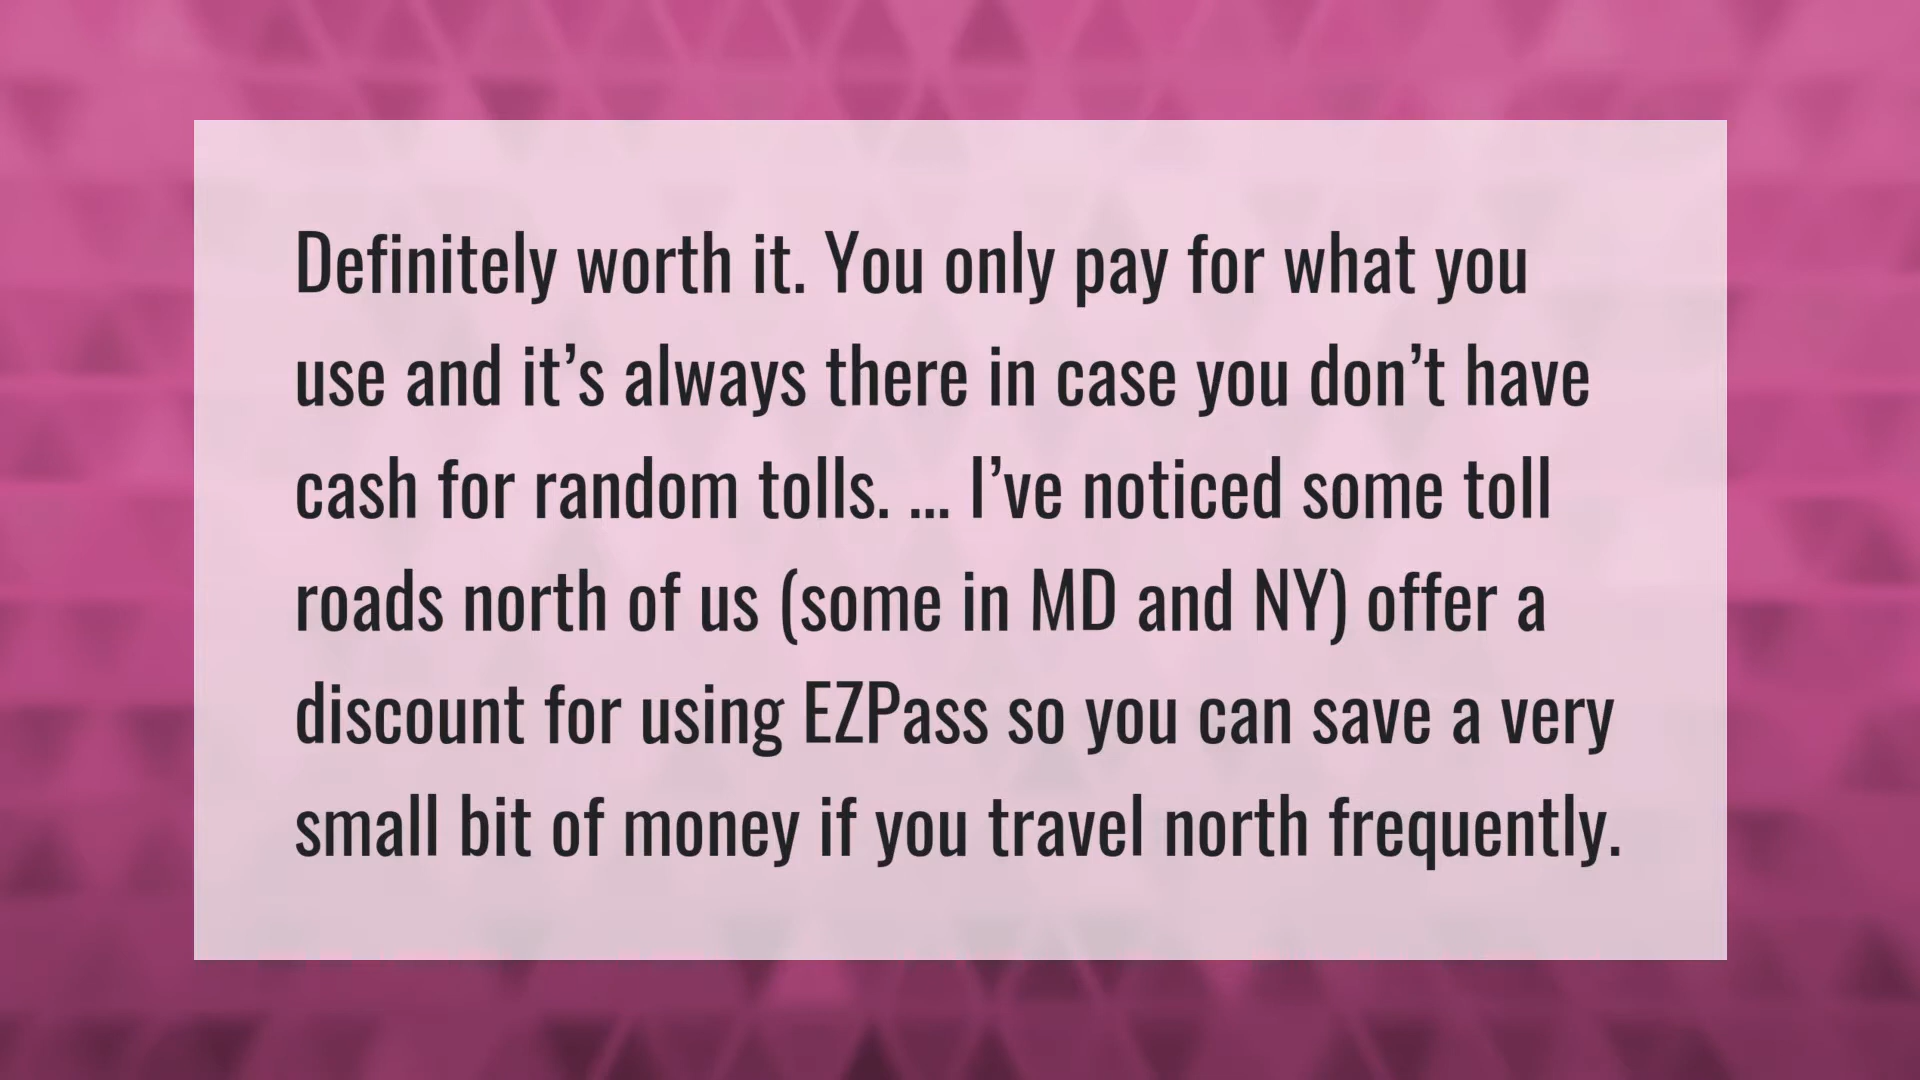 Definitely worth it. You only pay for what you
use and it’s always there in case you don’t have
cash for random tolls. ... I’ve noticed some toll
roads north of us (some in MD and NY) offer a
discount for using EZPass so you can save a very
small bit of money if you travel north frequently.